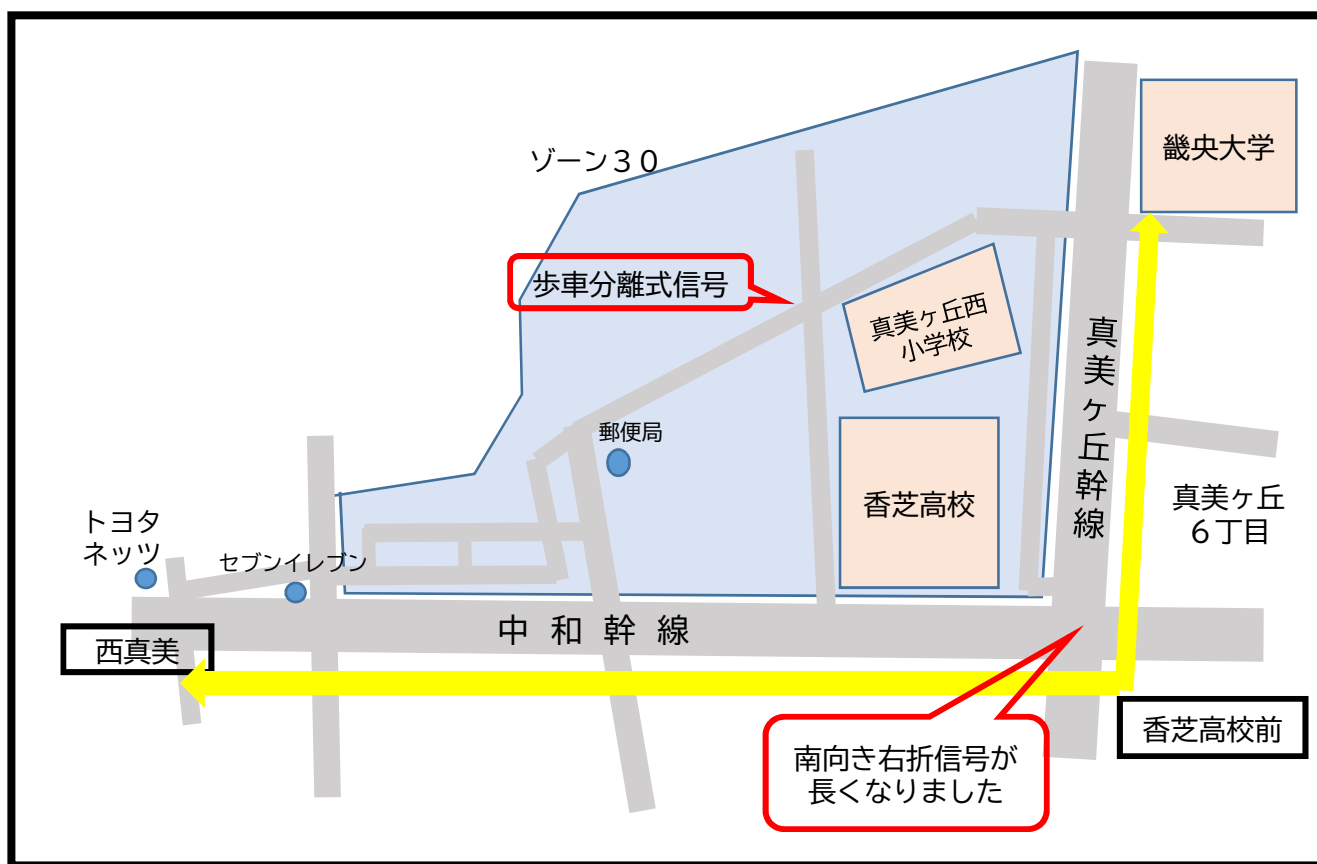 畿央大学
ゾーン３０
歩車分離式信号
真美ヶ丘西
小学校
真美ヶ丘幹線
郵便局
香芝高校
真美ヶ丘
６丁目
トヨタ
ネッツ
セブンイレブン
中和幹線
西真美
香芝高校前
南向き右折信号が
長くなりました